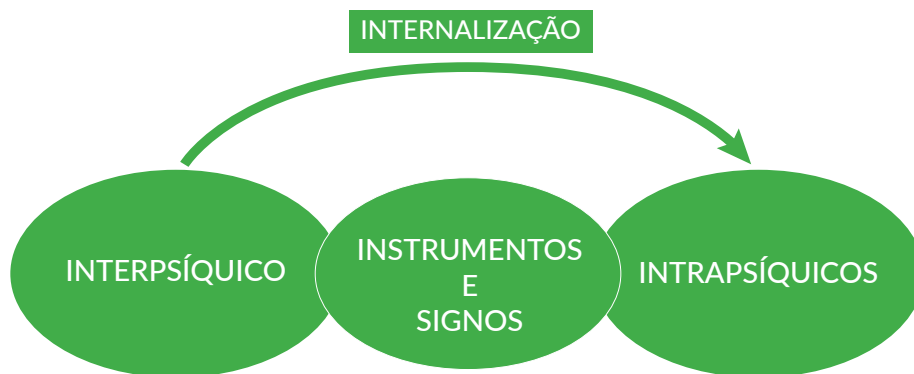 INTERNALIZAÇÃO
INTERPSÍQUICO
INSTRUMENTOS
E
SIGNOS
INTRAPSÍQUICOS